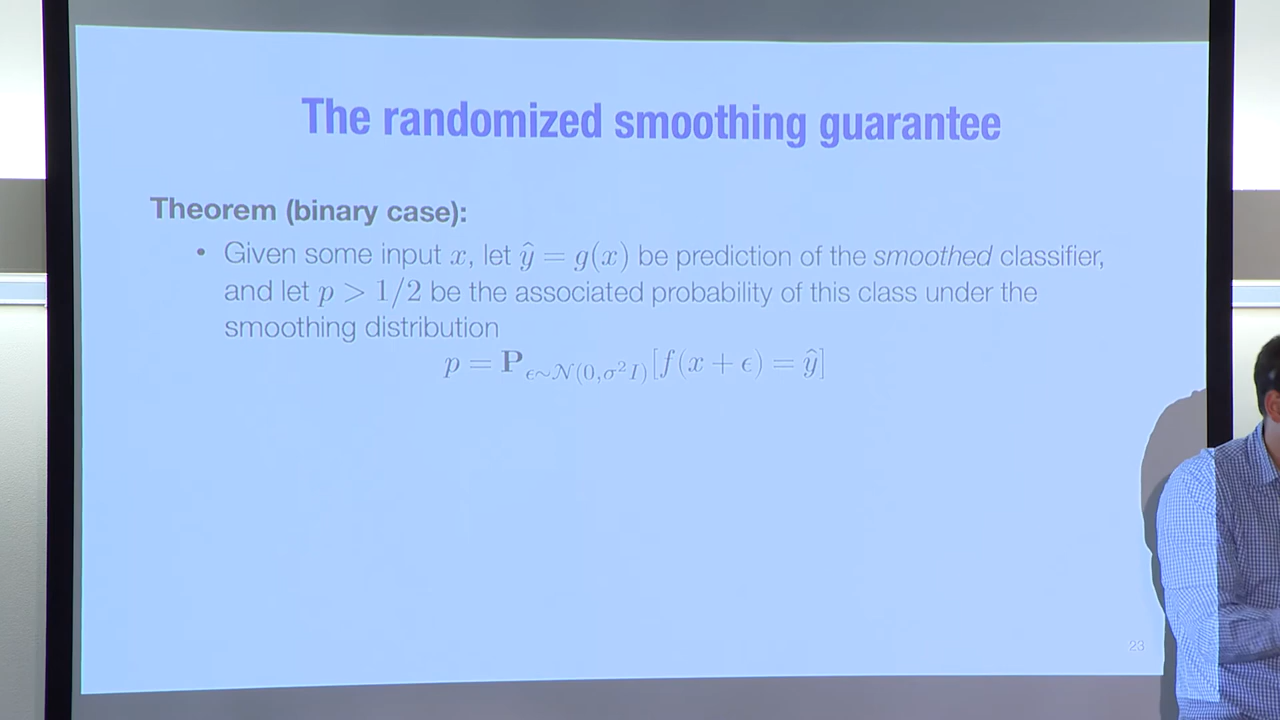 The randomized smoothing guarantee
Theorem (binary case):
• Given some input x, let ŷ = g(x) be prediction of the smoothed classifier,
and let p > 1/2 be the associated probability of this class under the
smoothing distribution
p = P_{ϵ∼𝒩(0,σ²I)}[f(x + ϵ) = ŷ]
23